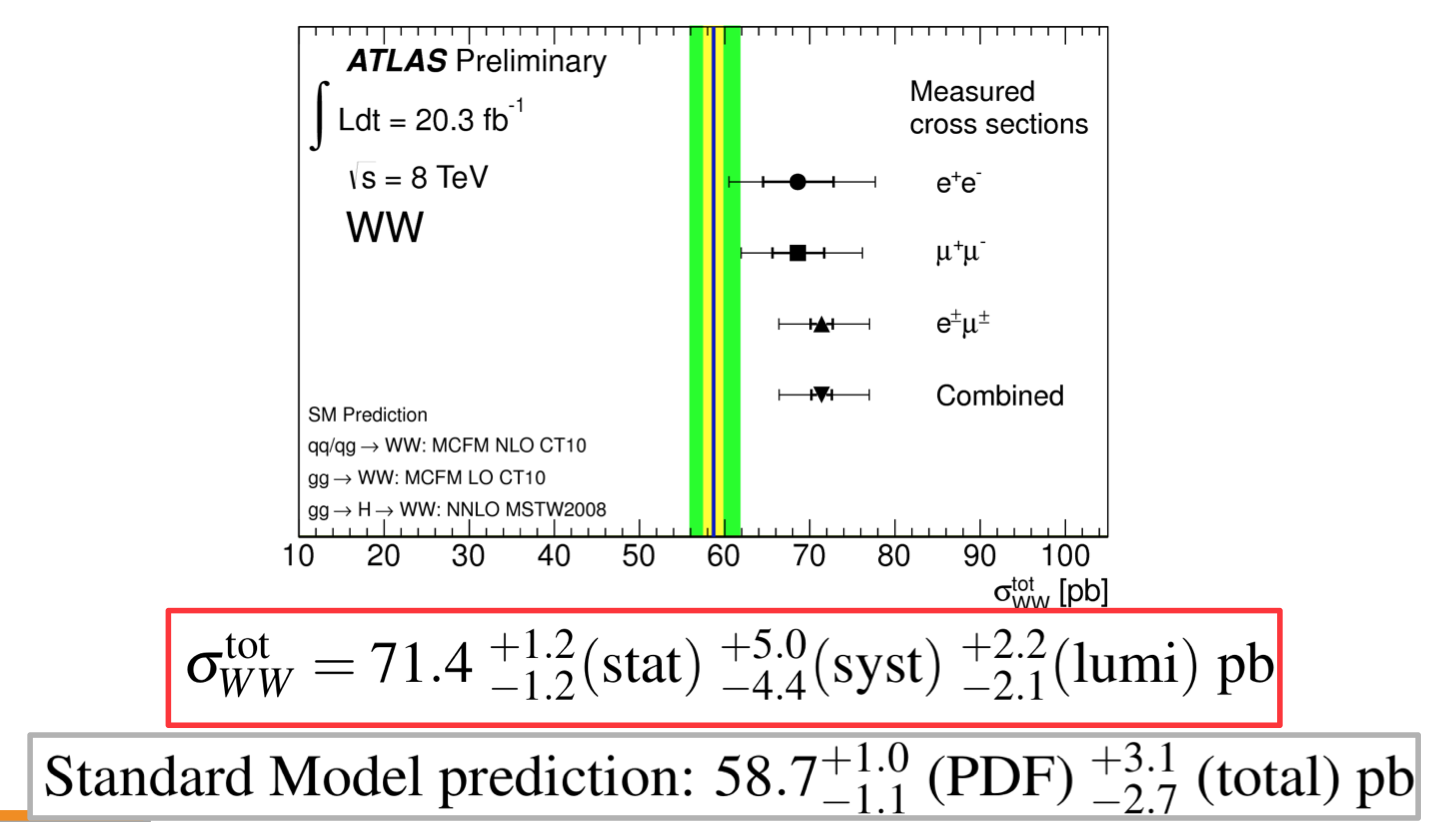 ATLAS Preliminary
∫ Ldt = 20.3 fb⁻¹
√s = 8 TeV
WW
Measured
cross sections
e⁺e⁻
μ⁺μ⁻
e±μ±
Combined
SM Prediction
qq/qg → WW: MCFM NLO CT10
gg → WW: MCFM LO CT10
gg → H → WW: NNLO MSTW2008
10 20 30 40 50 60 70 80 90 100
σ_WW^tot [pb]
σ_WW^tot = 71.4 +1.2 −1.2 (stat) +5.0 −4.4 (syst) +2.2 −2.1 (lumi) pb
Standard Model prediction: 58.7 +1.0 −1.1 (PDF) +3.1 −2.7 (total) pb